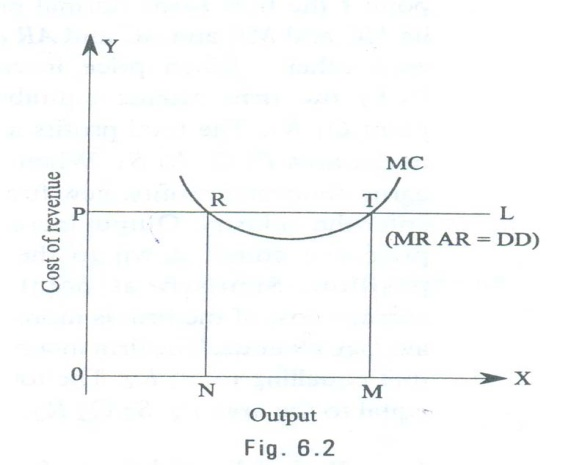 Y
MC
R
T
P
L
(MR AR = DD)
Cost of revenue
0
N
M
X
Output
Fig. 6.2